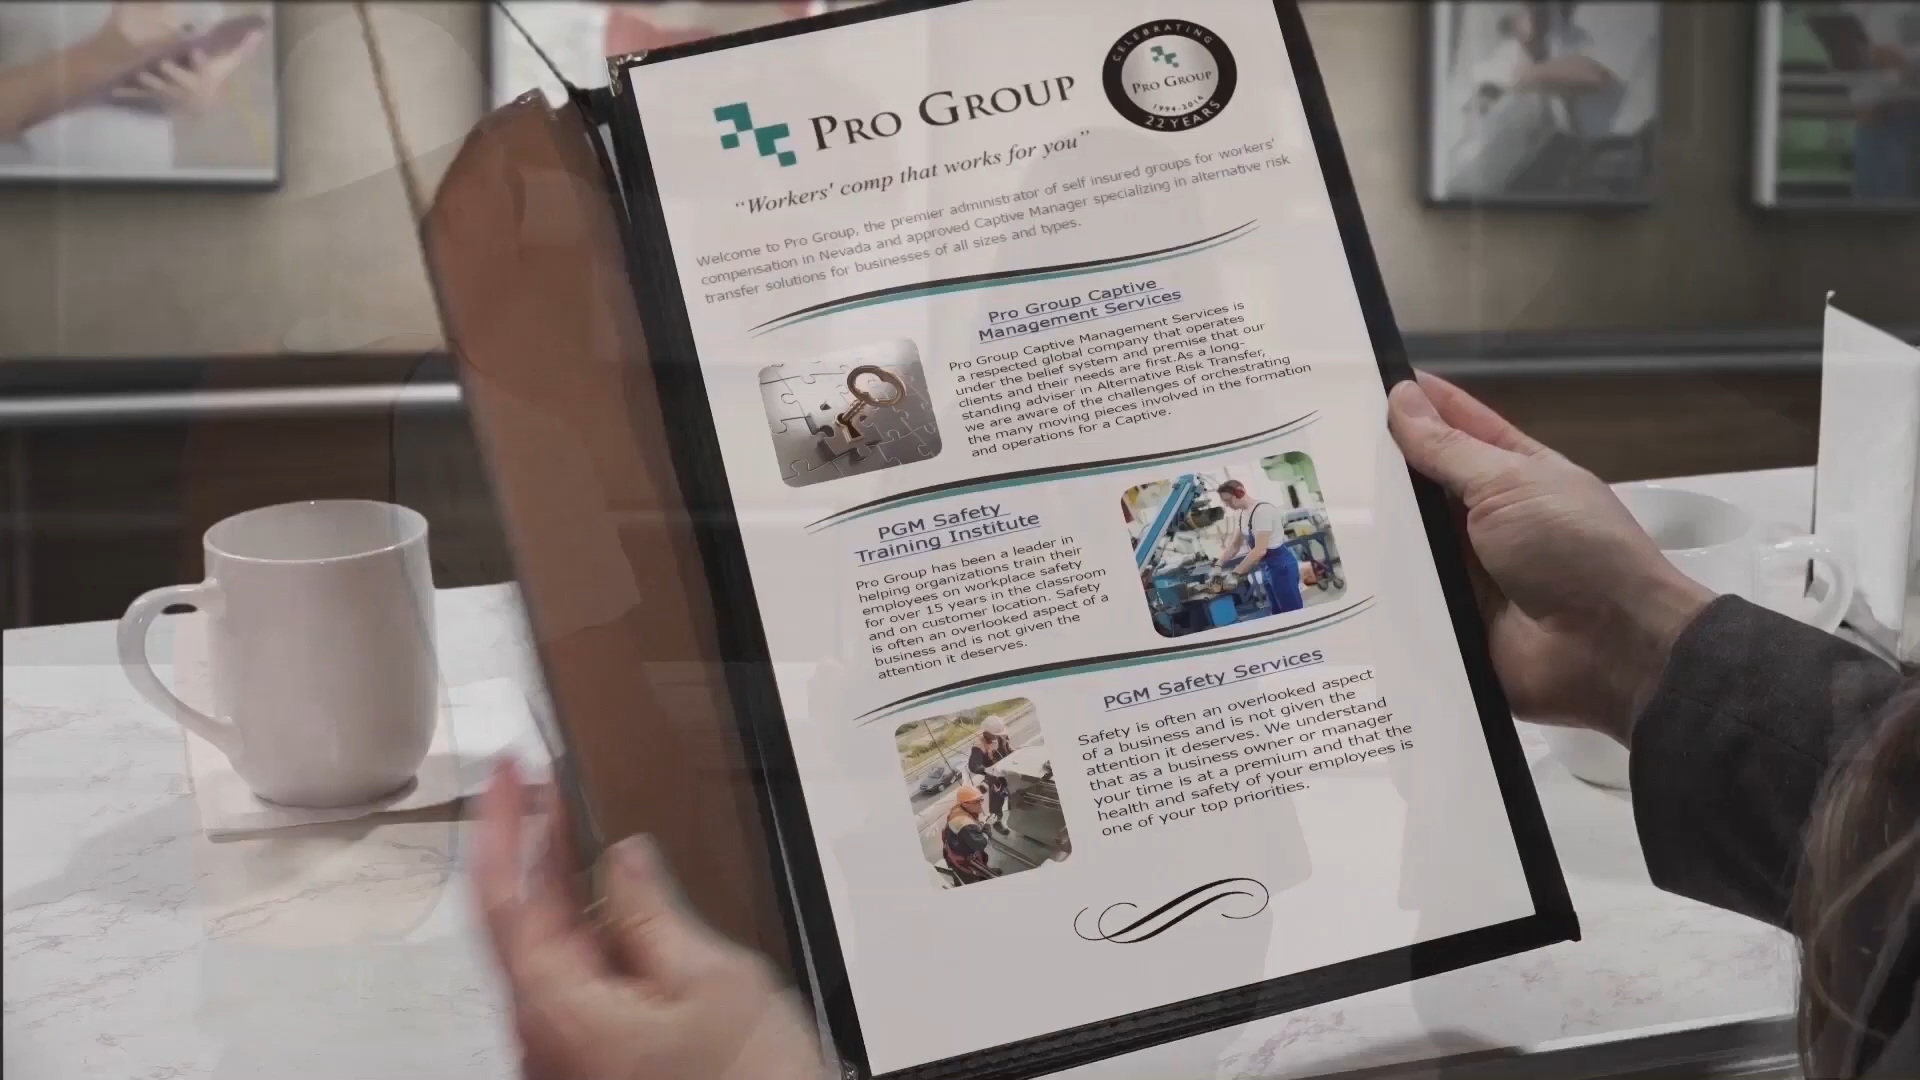 CELEBRATING
PRO GROUP
1994-2016
22 YEARS
PRO GROUP
“Workers' comp that works for you”
Welcome to Pro Group, the premier administrator of self insured groups for workers'
compensation in Nevada and approved Captive Manager specializing in alternative risk
transfer solutions for businesses of all sizes and types.
Pro Group Captive
Management Services
Pro Group Captive Management Services is
a respected global company that operates
under the belief system and premise that our
clients and their needs are first.As a long-
standing adviser in Alternative Risk Transfer,
we are aware of the challenges of orchestrating
the many moving pieces involved in the formation
and operations for a Captive.
PGM Safety
Training Institute
Pro Group has been a leader in
helping organizations train their
employees on workplace safety
for over 15 years in the classroom
and on customer location. Safety
is often an overlooked aspect of a
business and is not given the
attention it deserves.
PGM Safety Services
Safety is often an overlooked aspect
of a business and is not given the
attention it deserves. We understand
that as a business owner or manager
your time is at a premium and that the
health and safety of your employees is
one of your top priorities.